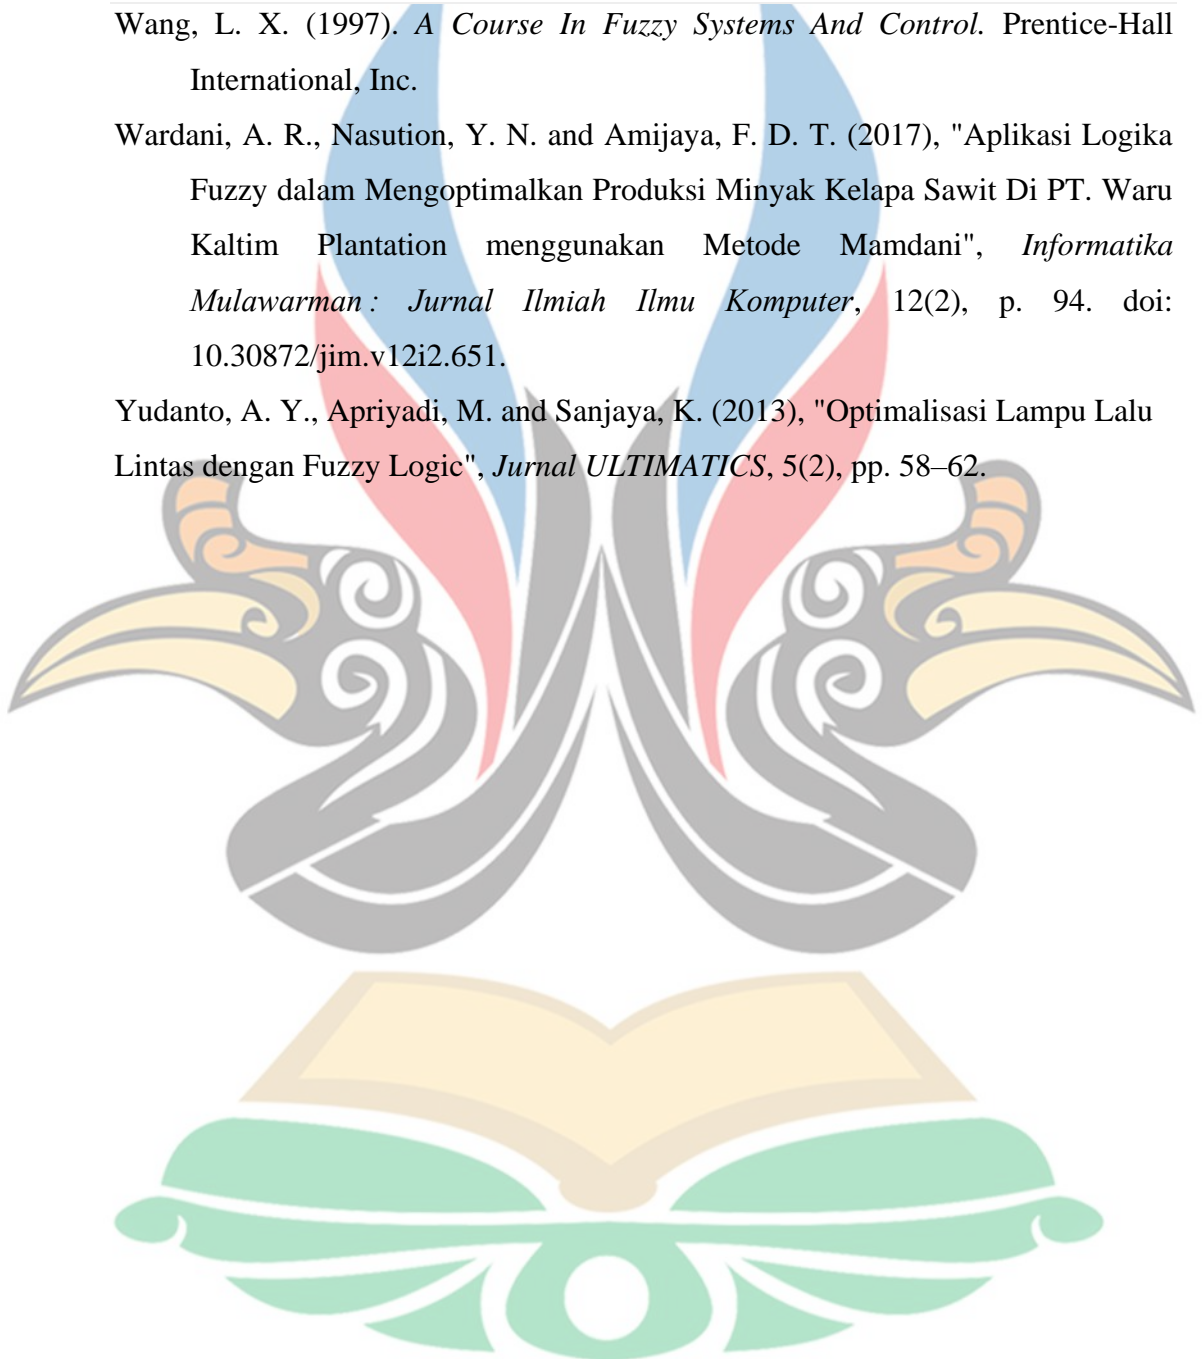 Wang, L. X. (1997). A Course In Fuzzy Systems And Control. Prentice-Hall
International, Inc.
Wardani, A. R., Nasution, Y. N. and Amijaya, F. D. T. (2017), "Aplikasi Logika
Fuzzy dalam Mengoptimalkan Produksi Minyak Kelapa Sawit Di PT. Waru
Kaltim Plantation menggunakan Metode Mamdani", Informatika
Mulawarman : Jurnal Ilmiah Ilmu Komputer, 12(2), p. 94. doi:
10.30872/jim.v12i2.651.
Yudanto, A. Y., Apriyadi, M. and Sanjaya, K. (2013), "Optimalisasi Lampu Lalu
Lintas dengan Fuzzy Logic", Jurnal ULTIMATICS, 5(2), pp. 58–62.